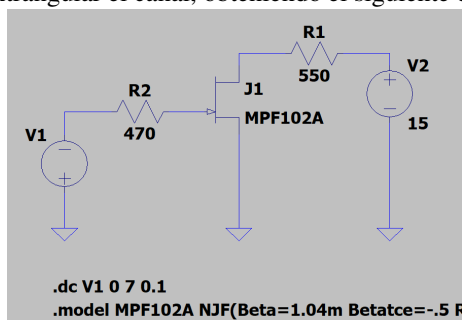 R1
550
V2
J1
R2
MPF102A
470
V1
15
.dc V1 0 7 0.1
.model MPF102A NJF(Beta=1.04m Betatce=-.5